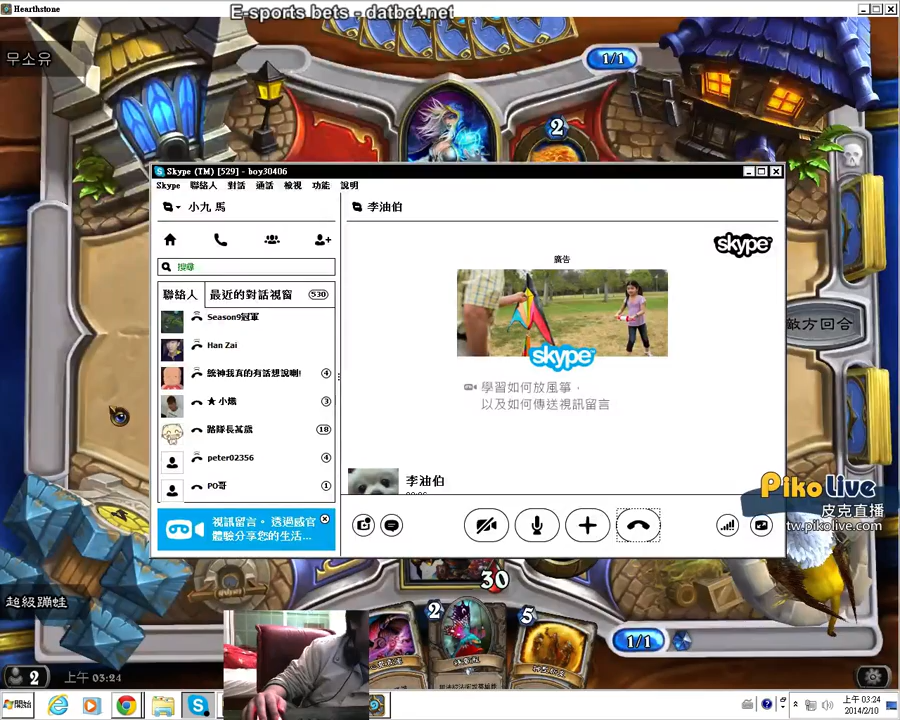 Hearthstone
E-sports bets - datbet.net
무소유
1/1
2
Skype (TM) [529] - boy30406
Skype 聯絡人 對話 通話 檢視 功能 說明
小九 馬
李油伯
skype
搜尋
廣告
聯絡人 最近的對話視窗 530
Season9冠軍
Han Zai
統神我真的有話想說喇! 4
skype
學習如何放風箏，
以及如何傳送視訊留言
敵方回合
3
路隊長萬歲 18
peter02356 4
PO哥 1
李油伯
PikoLive
皮克直播
tw.pikolive.com
視訊留言。透過感官
體驗分享您的生活...
30
超級蹦蛙
2
5
1/1
2 上午 03:24
開始
上午 03:24
2014/2/10